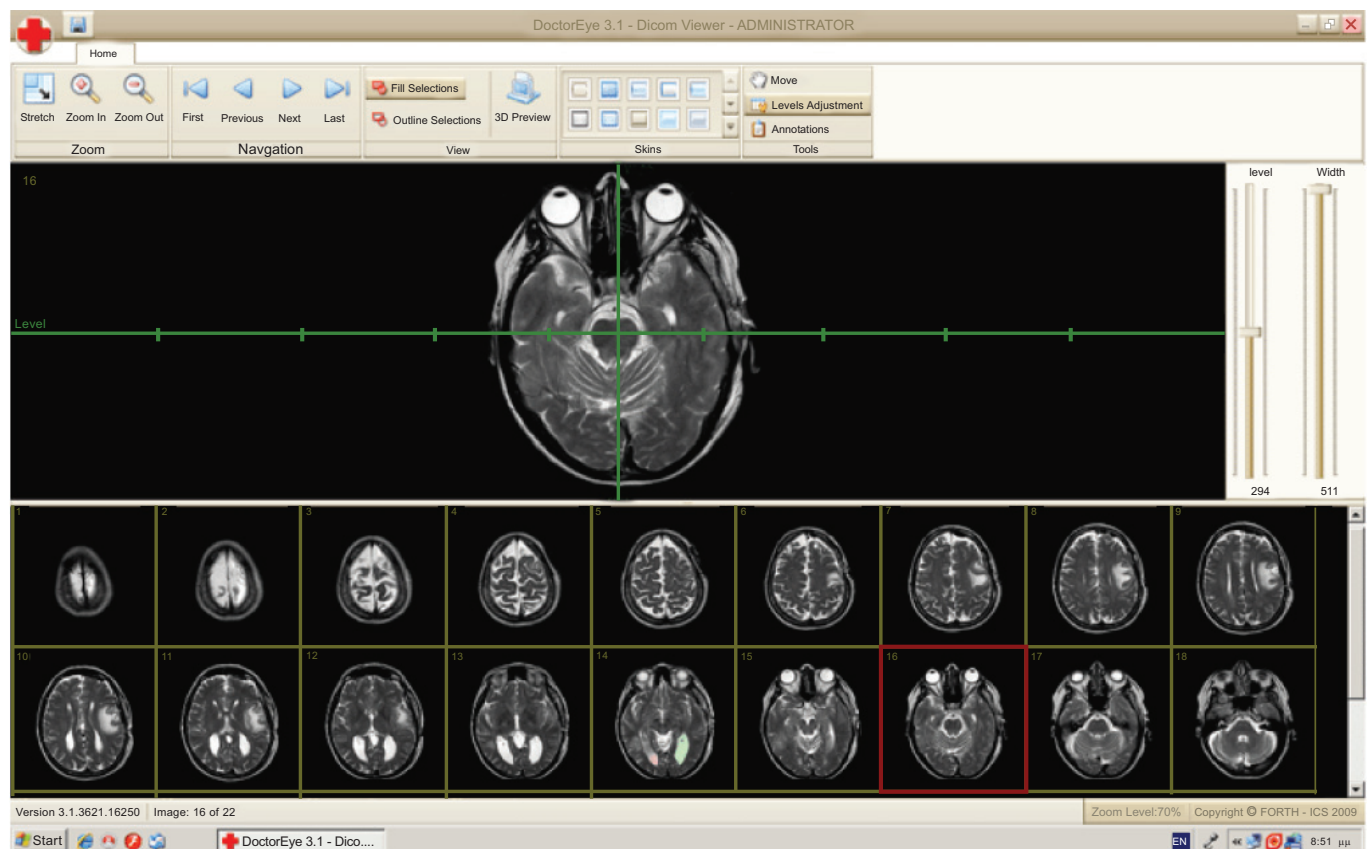 DoctorEye 3.1 - Dicom Viewer - ADMINISTRATOR
Home
Stretch Zoom In Zoom Out
Zoom
First Previous Next Last
Navgation
Fill Selections
Outline Selections
3D Preview
View
Skins
Move
Levels Adjustment
Annotations
Tools
16
Level
level Width
294 511
1 2 3 4 5 6 7 8 9
10 11 12 13 14 15 16 17 18
Version 3.1.3621.16250 Image: 16 of 22 Zoom Level:70% Copyright © FORTH - ICS 2009
Start DoctorEye 3.1 - Dico.... EN « 8:51 μμ